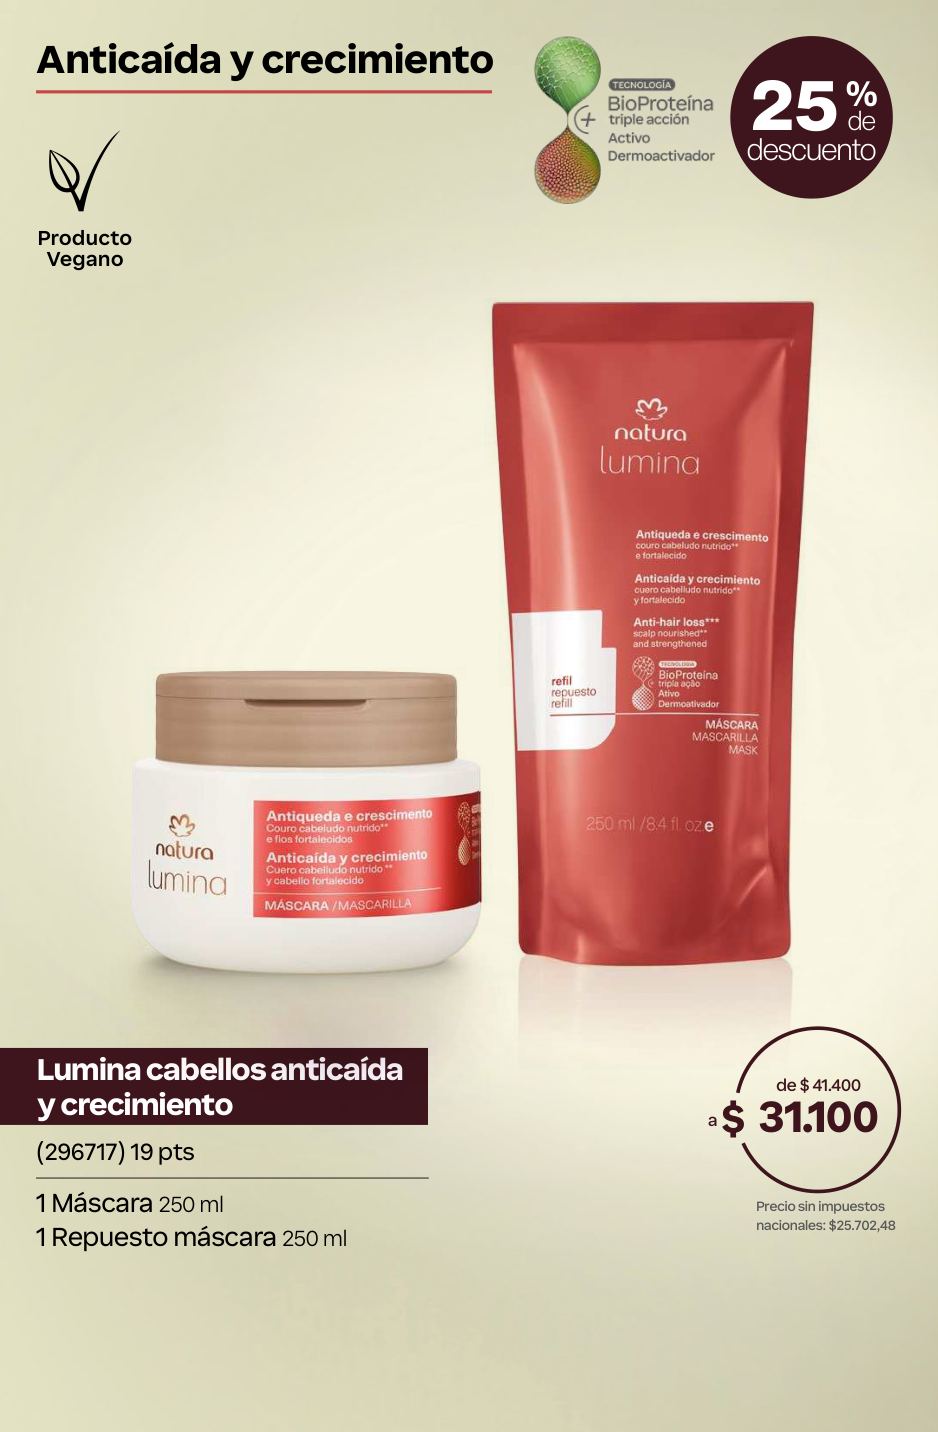 Anticaída y crecimiento
TECNOLOGÍA
BioProteína
triple acción
Activo
Dermoactivador
25 %
de
descuento
Producto
Vegano
natura
lumina
Antiqueda e crescimento
couro cabeludo nutrido**
e fortalecido
Anticaída y crecimiento
cuero cabelludo nutrido**
y fortalecido
Anti-hair loss***
scalp nourished**
and strengthened
TECNOLOGIA
BioProteína
tripla ação
Ativo
Dermoativador
refil
repuesto
refill
MÁSCARA
MASCARILLA
MASK
250 ml /8.4 fl. oz.e
natura
lumina
Antiqueda e crescimento
Couro cabeludo nutrido**
e fios fortalecidos
Anticaída y crecimiento
Cuero cabelludo nutrido **
y cabello fortalecido
MÁSCARA /MASCARILLA
Lumina cabellos anticaída
y crecimiento
(296717) 19 pts
1 Máscara 250 ml
1 Repuesto máscara 250 ml
de $ 41.400
a $ 31.100
Precio sin impuestos
nacionales: $25.702,48